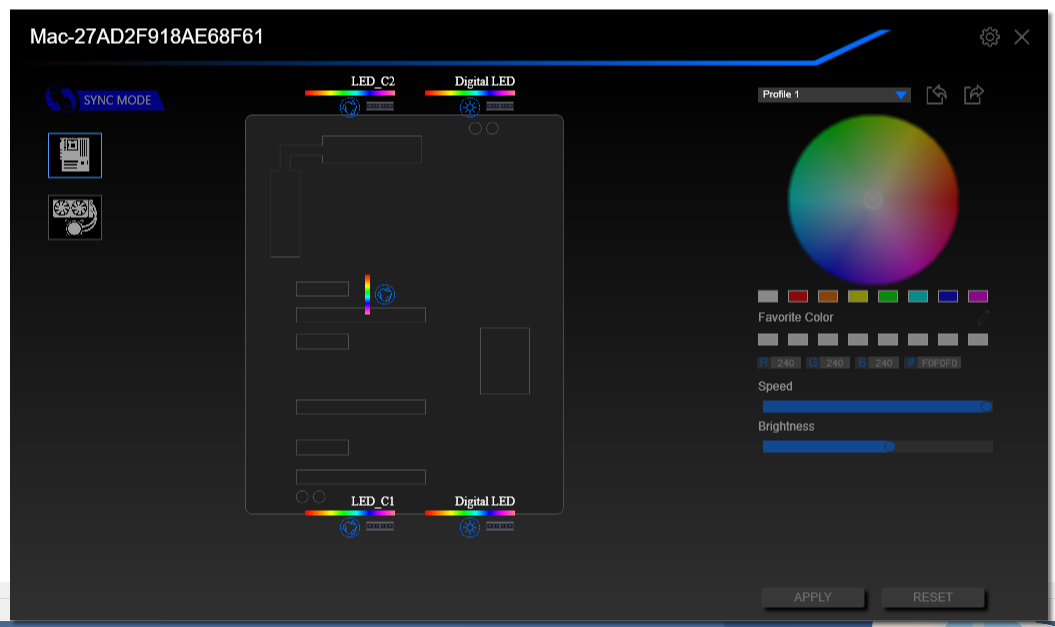 Mac-27AD2F918AE68F61
SYNC MODE
LED_C2
Digital LED
Profile 1
Favorite Color
R 240 G 240 B 240 # F0F0F0
Speed
Brightness
LED_C1
Digital LED
APPLY
RESET